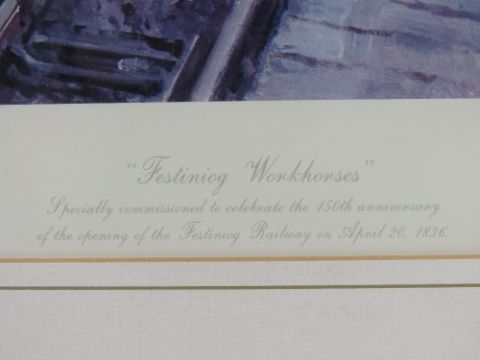 "Festiniog Workhorses"
Specially commissioned to celebrate the 150th anniversary
of the opening of the Festiniog Railway on April 20, 1836.